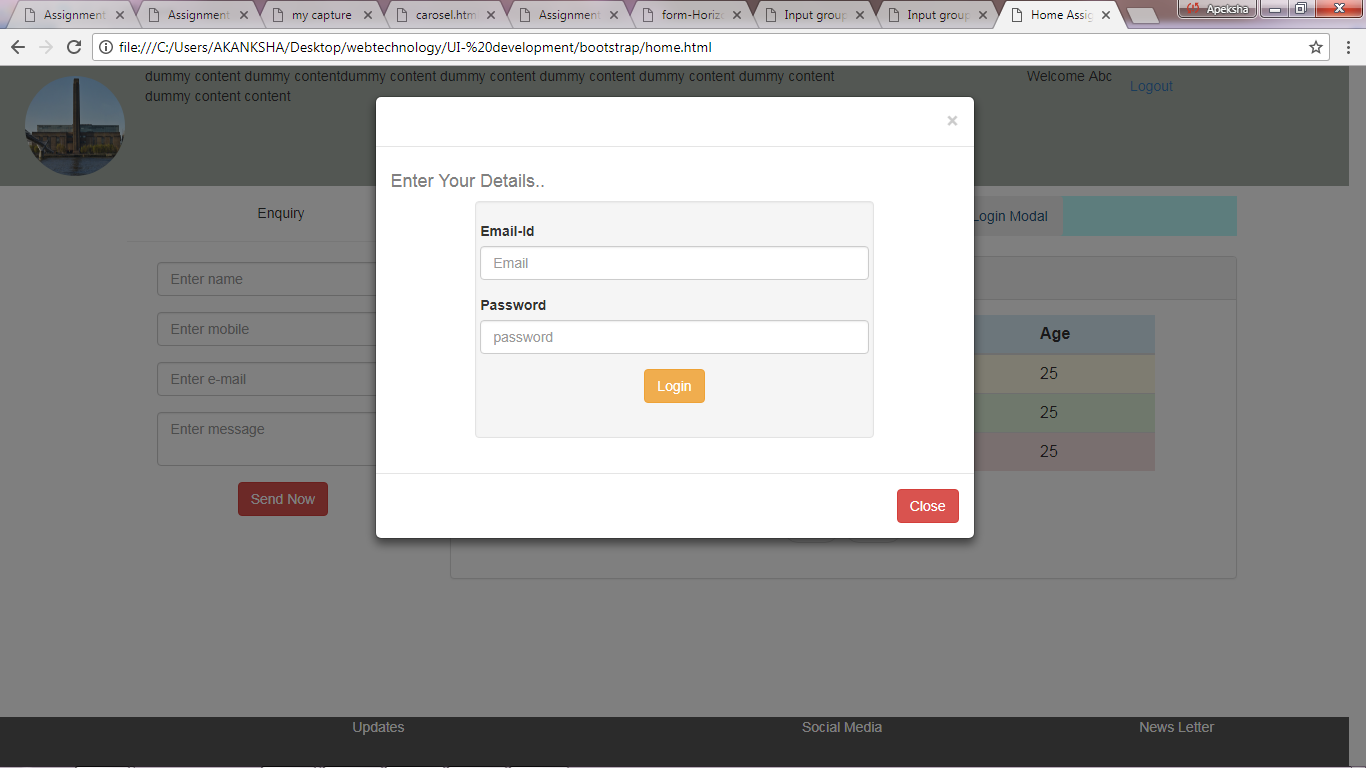 Assignment
Assignment
my capture
carosel.htm
Assignment
form-Horiz
Input group
Input group
Home Assig
Apeksha
file:///C:/Users/AKANKSHA/Desktop/webtechnology/UI-%20development/bootstrap/home.html
dummy content dummy contentdummy content dummy content dummy content dummy content dummy content
dummy content content
Welcome Abc
Logout
×
Enter Your Details..
Enquiry
Login Modal
Email-Id
Email
Password
password
Login
Close
Enter name
Enter mobile
Enter e-mail
Enter message
Send Now
Age
25
25
25
Updates
Social Media
News Letter